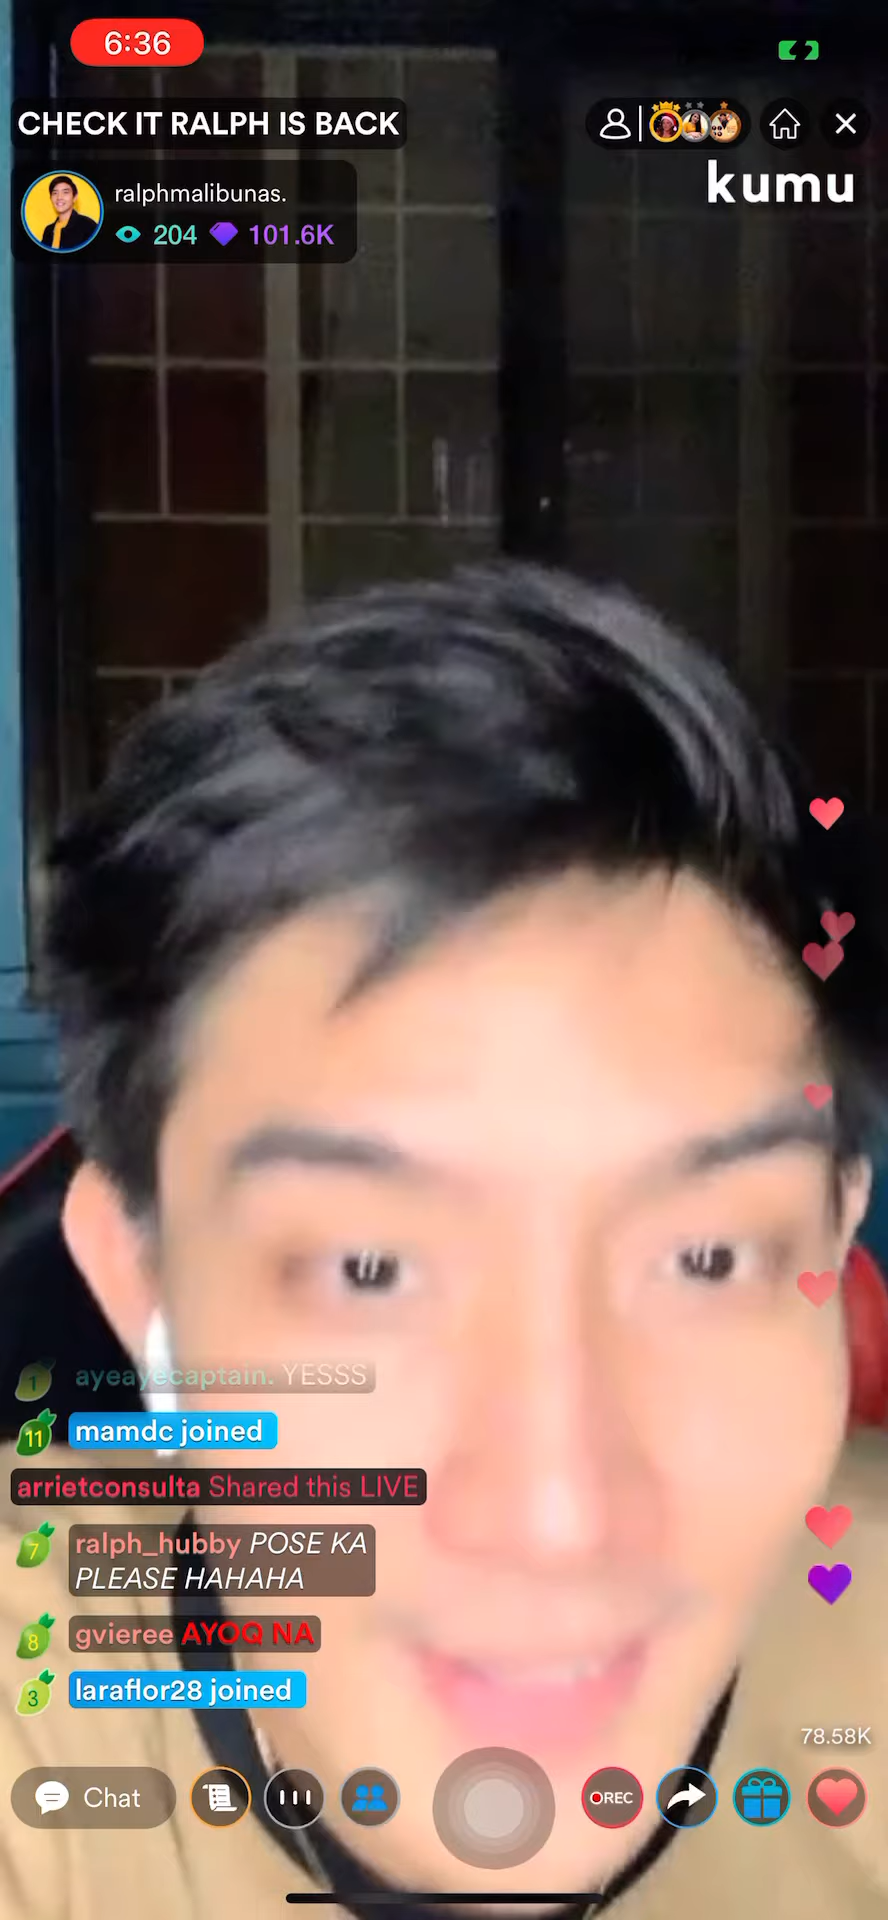 6:36
CHECK IT RALPH IS BACK
kumu
ralphmalibunas.
204 101.6K
1 ayeayecaptain. YESSS
11 mamdc joined
arrietconsulta Shared this LIVE
7 ralph_hubby POSE KA
PLEASE HAHAHA
8 gvieree AYOQ NA
3 laraflor28 joined
78.58K
Chat
REC